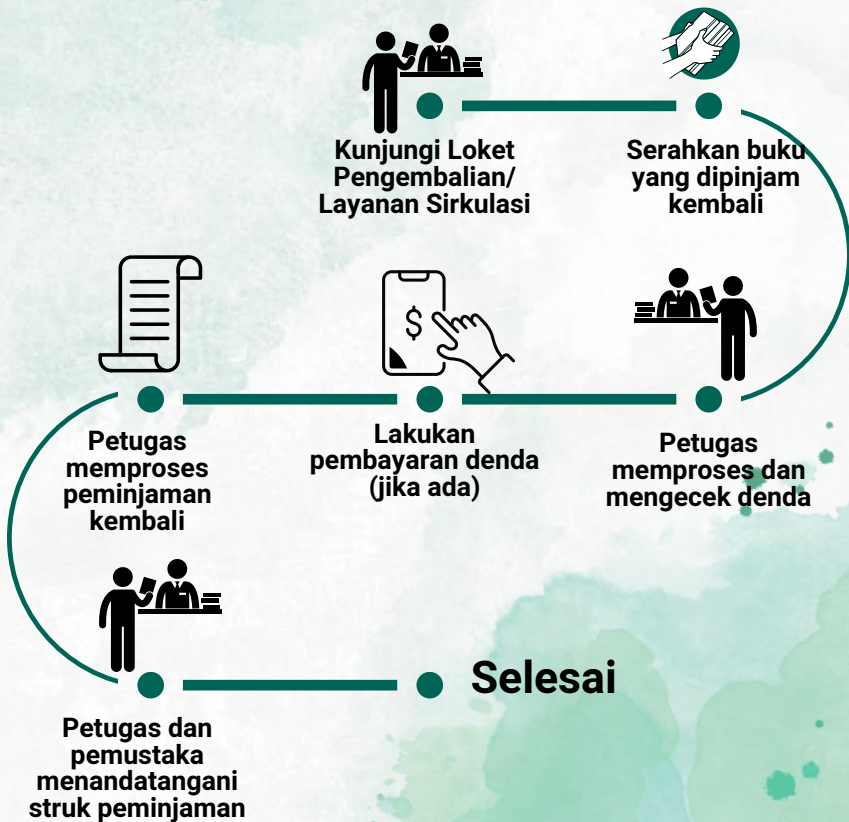 Kunjungi Loket
Pengembalian/
Layanan Sirkulasi
Serahkan buku
yang dipinjam
kembali
Petugas
memproses dan
mengecek denda
$
Lakukan
pembayaran denda
(jika ada)
Petugas
memproses
peminjaman
kembali
Petugas dan
pemustaka
menandatangani
struk peminjaman
Selesai